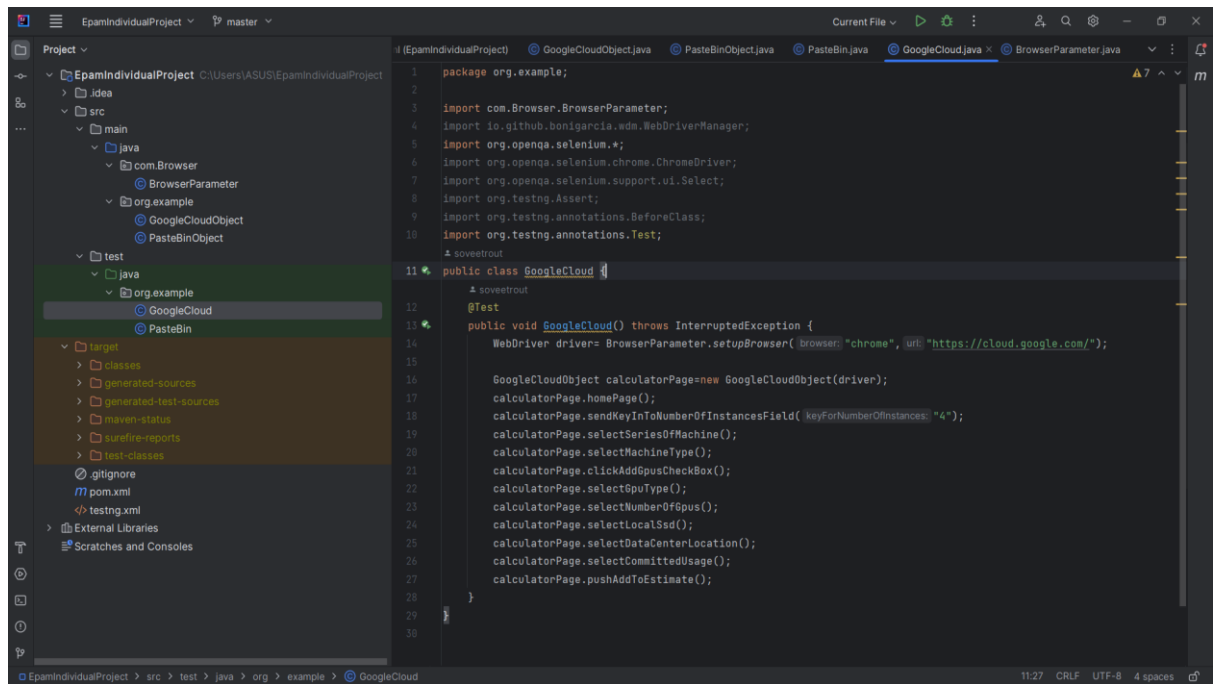 EpamIndividualProject master Current File
Project
EpamIndividualProject C:\Users\ASUS\EpamIndividualProject
.idea
src
main
java
com.Browser
BrowserParameter
org.example
GoogleCloudObject
PasteBinObject
test
java
org.example
GoogleCloud
PasteBin
target
classes
generated-sources
generated-test-sources
maven-status
surefire-reports
test-classes
.gitignore
m pom.xml
</> testng.xml
External Libraries
Scratches and Consoles
(EpamIndividualProject) GoogleCloudObject.java PasteBinObject.java PasteBin.java GoogleCloud.java BrowserParameter.java
7
m
1 package org.example;
2
3 import com.Browser.BrowserParameter;
4 import io.github.bonigarcia.wdm.WebDriverManager;
5 import org.openqa.selenium.*;
6 import org.openqa.selenium.chrome.ChromeDriver;
7 import org.openqa.selenium.support.ui.Select;
8 import org.testng.Assert;
9 import org.testng.annotations.BeforeClass;
10 import org.testng.annotations.Test;
soveetrout
11 public class GoogleCloud {
soveetrout
12 @Test
13 public void GoogleCloud() throws InterruptedException {
14 WebDriver driver= BrowserParameter.setupBrowser( browser: "chrome", url: "https://cloud.google.com/");
15
16 GoogleCloudObject calculatorPage=new GoogleCloudObject(driver);
17 calculatorPage.homePage();
18 calculatorPage.sendKeyInToNumberOfInstancesField( keyForNumberOfInstances: "4");
19 calculatorPage.selectSeriesOfMachine();
20 calculatorPage.selectMachineType();
21 calculatorPage.clickAddGpusCheckBox();
22 calculatorPage.selectGpuType();
23 calculatorPage.selectNumberOfGpus();
24 calculatorPage.selectLocalSsd();
25 calculatorPage.selectDataCenterLocation();
26 calculatorPage.selectCommittedUsage();
27 calculatorPage.pushAddToEstimate();
28 }
29 }
30
EpamIndividualProject > src > test > java > org > example > GoogleCloud 11:27 CRLF UTF-8 4 spaces